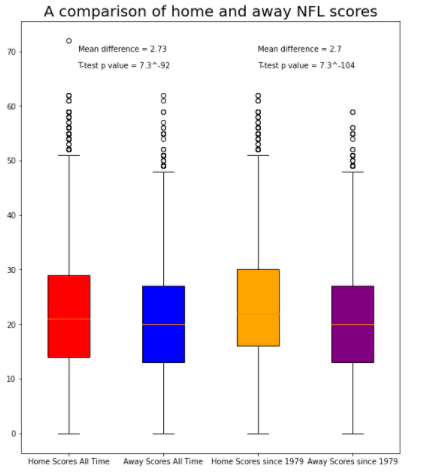 A comparison of home and away NFL scores
Mean difference = 2.73
T-test p value = 7.3^-92
Mean difference = 2.7
T-test p value = 7.3^-104
70
60
50
40
30
20
10
0
Home Scores All Time
Away Scores All Time
Home Scores since 1979
Away Scores since 1979